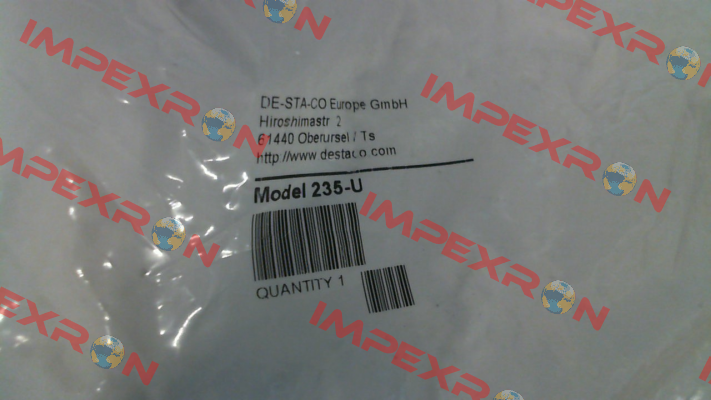 DE-STA-CO Europe GmbH
Hiroshimastr 2
61440 Oberursel / Ts
http://www destaco com
Model 235-U
QUANTITY 1
IMPEXRON
IMPEXRON
IMPEXRON
IMPEXRON
IMPEXRON
IMPEXRON